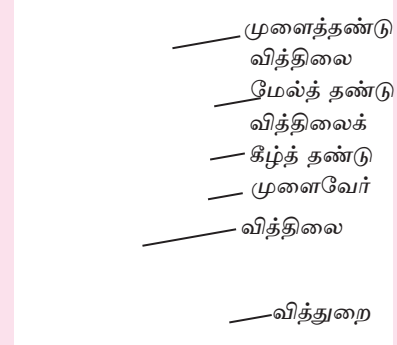 முளைத்தண்டு
வித்திலை
மேல்த் தண்டு
வித்திலைக்
கீழ்த் தண்டு
முளைவேர்
வித்திலை
வித்துறை